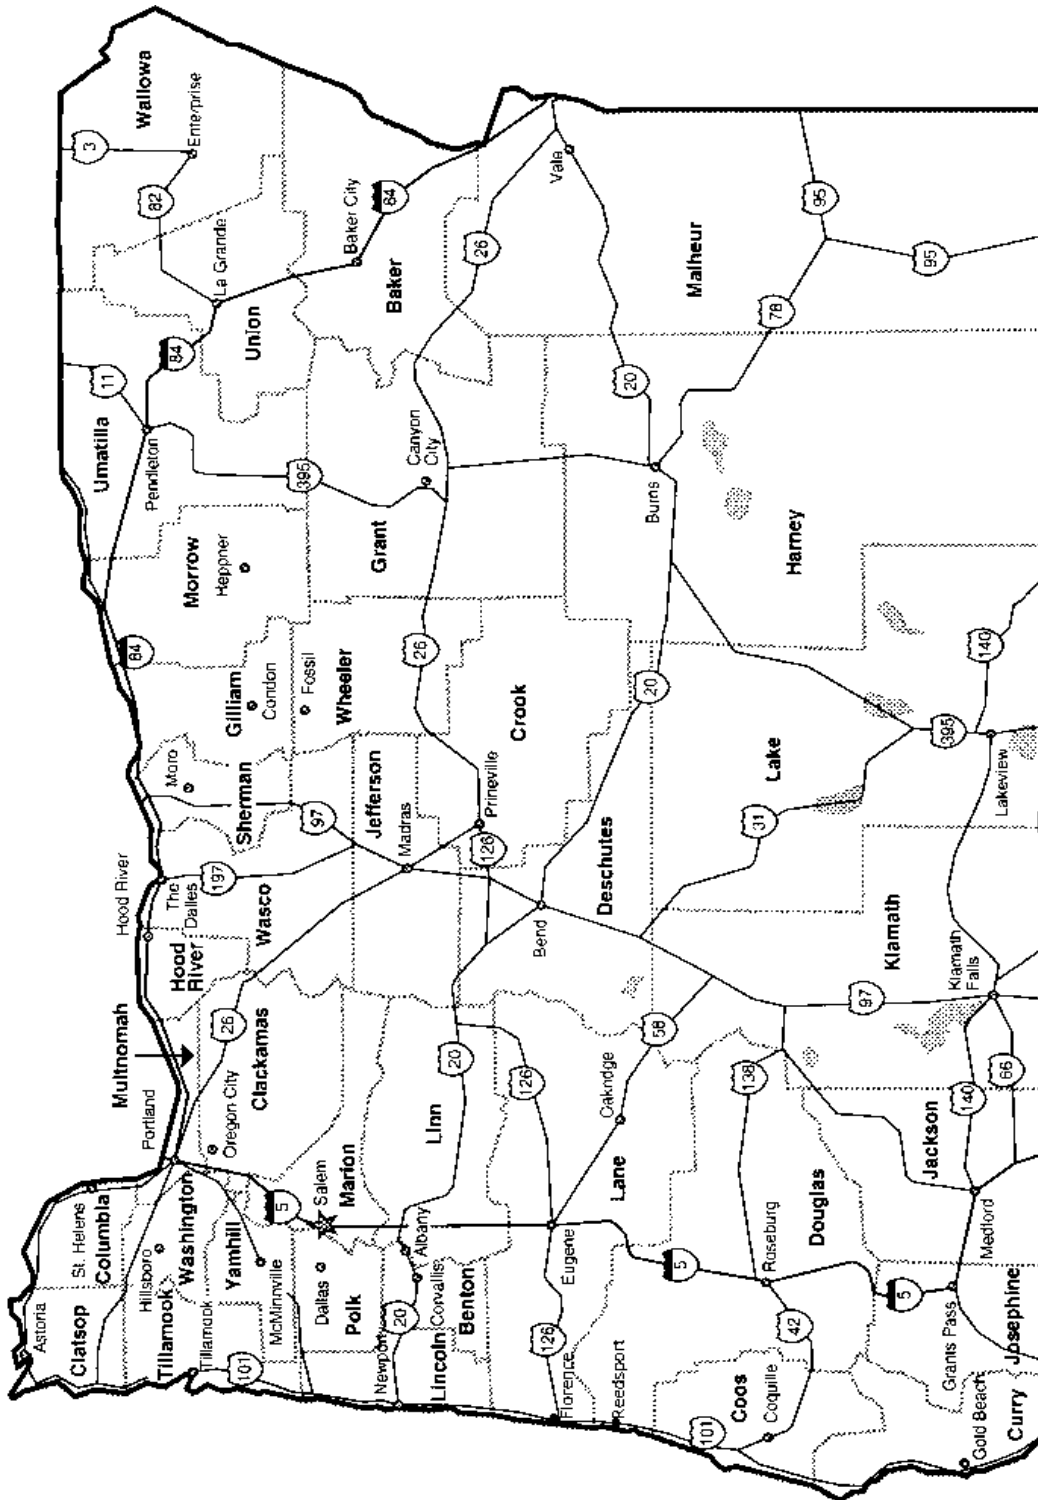 Astoria
Clatsop
St. Helens
Columbia
Hillsboro
Washington
Tillamook
Tillamook
101
Yamhill
McMinnville
Portland
Multnomah
Oregon City
Clackamas
26
5
Hood River
Hood
River
The
Dalles
197
Wasco
Moro
Sherman
97
84
Gilliam
Condon
Morrow
Heppner
Umatilla
Pendleton
11
84
395
Union
La Grande
82
3
Wallowa
Enterprise
Baker City
84
Baker
Dallas
Polk
Salem
Marion
Newport
20
Lincoln
Corvallis
Albany
Benton
Linn
20
126
Jefferson
Madras
Prineville
126
Wheeler
Fossil
26
Crook
Grant
Canyon
City
26
Vale
Malheur
20
Burns
78
95
95
Harney
Florence
126
Eugene
Lane
Reedsport
Oakridge
58
Bend
Deschutes
20
101
Coos
Coquille
42
5
Roseburg
Douglas
138
97
Klamath
Klamath
Falls
31
Lake
395
Lakeview
140
Gold Beach
Curry
Grants Pass
Josephine
5
Medford
Jackson
140
66